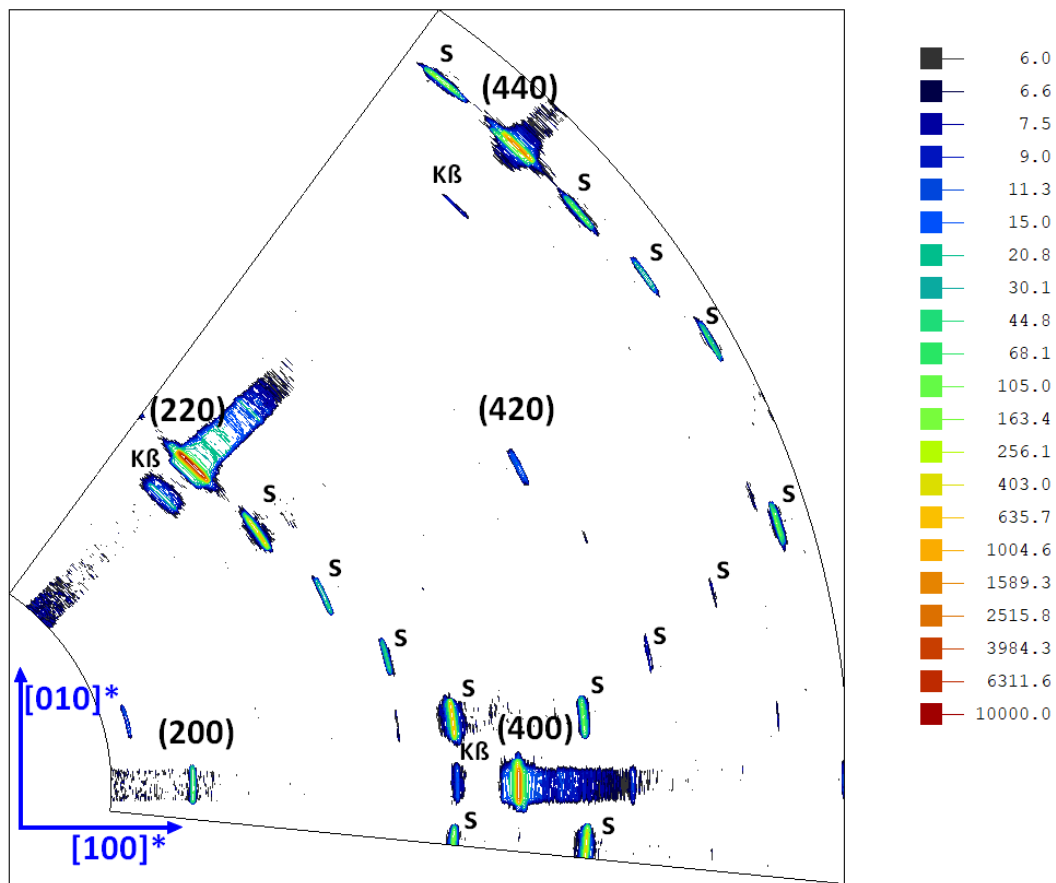 S
(440)
6.0
6.6
7.5
9.0
Kß
11.3
S
15.0
20.8
S
30.1
S
44.8
68.1
105.0
(220)
(420)
163.4
256.1
Kß
403.0
S
S
635.7
1004.6
S
S
1589.3
2515.8
S
S
3984.3
[010]*
S
S
6311.6
(200)
(400)
10000.0
Kß
S
S
[100]*